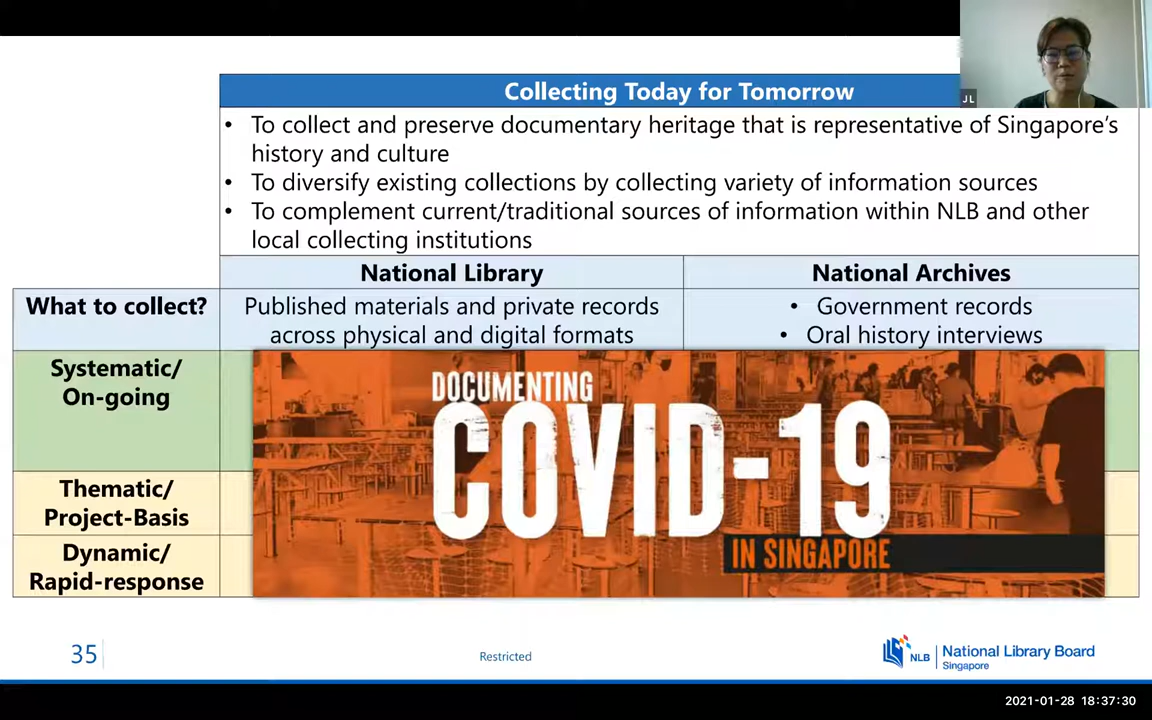 JL
Collecting Today for Tomorrow
• To collect and preserve documentary heritage that is representative of Singapore's
history and culture
• To diversify existing collections by collecting variety of information sources
• To complement current/traditional sources of information within NLB and other
local collecting institutions
National Library
National Archives
What to collect?
Published materials and private records
across physical and digital formats
• Government records
• Oral history interviews
Systematic/
On-going
Thematic/
Project-Basis
Dynamic/
Rapid-response
DOCUMENTING
COVID-19
IN SINGAPORE
35
Restricted
NLB
National Library Board
Singapore
2021-01-28 18:37:30